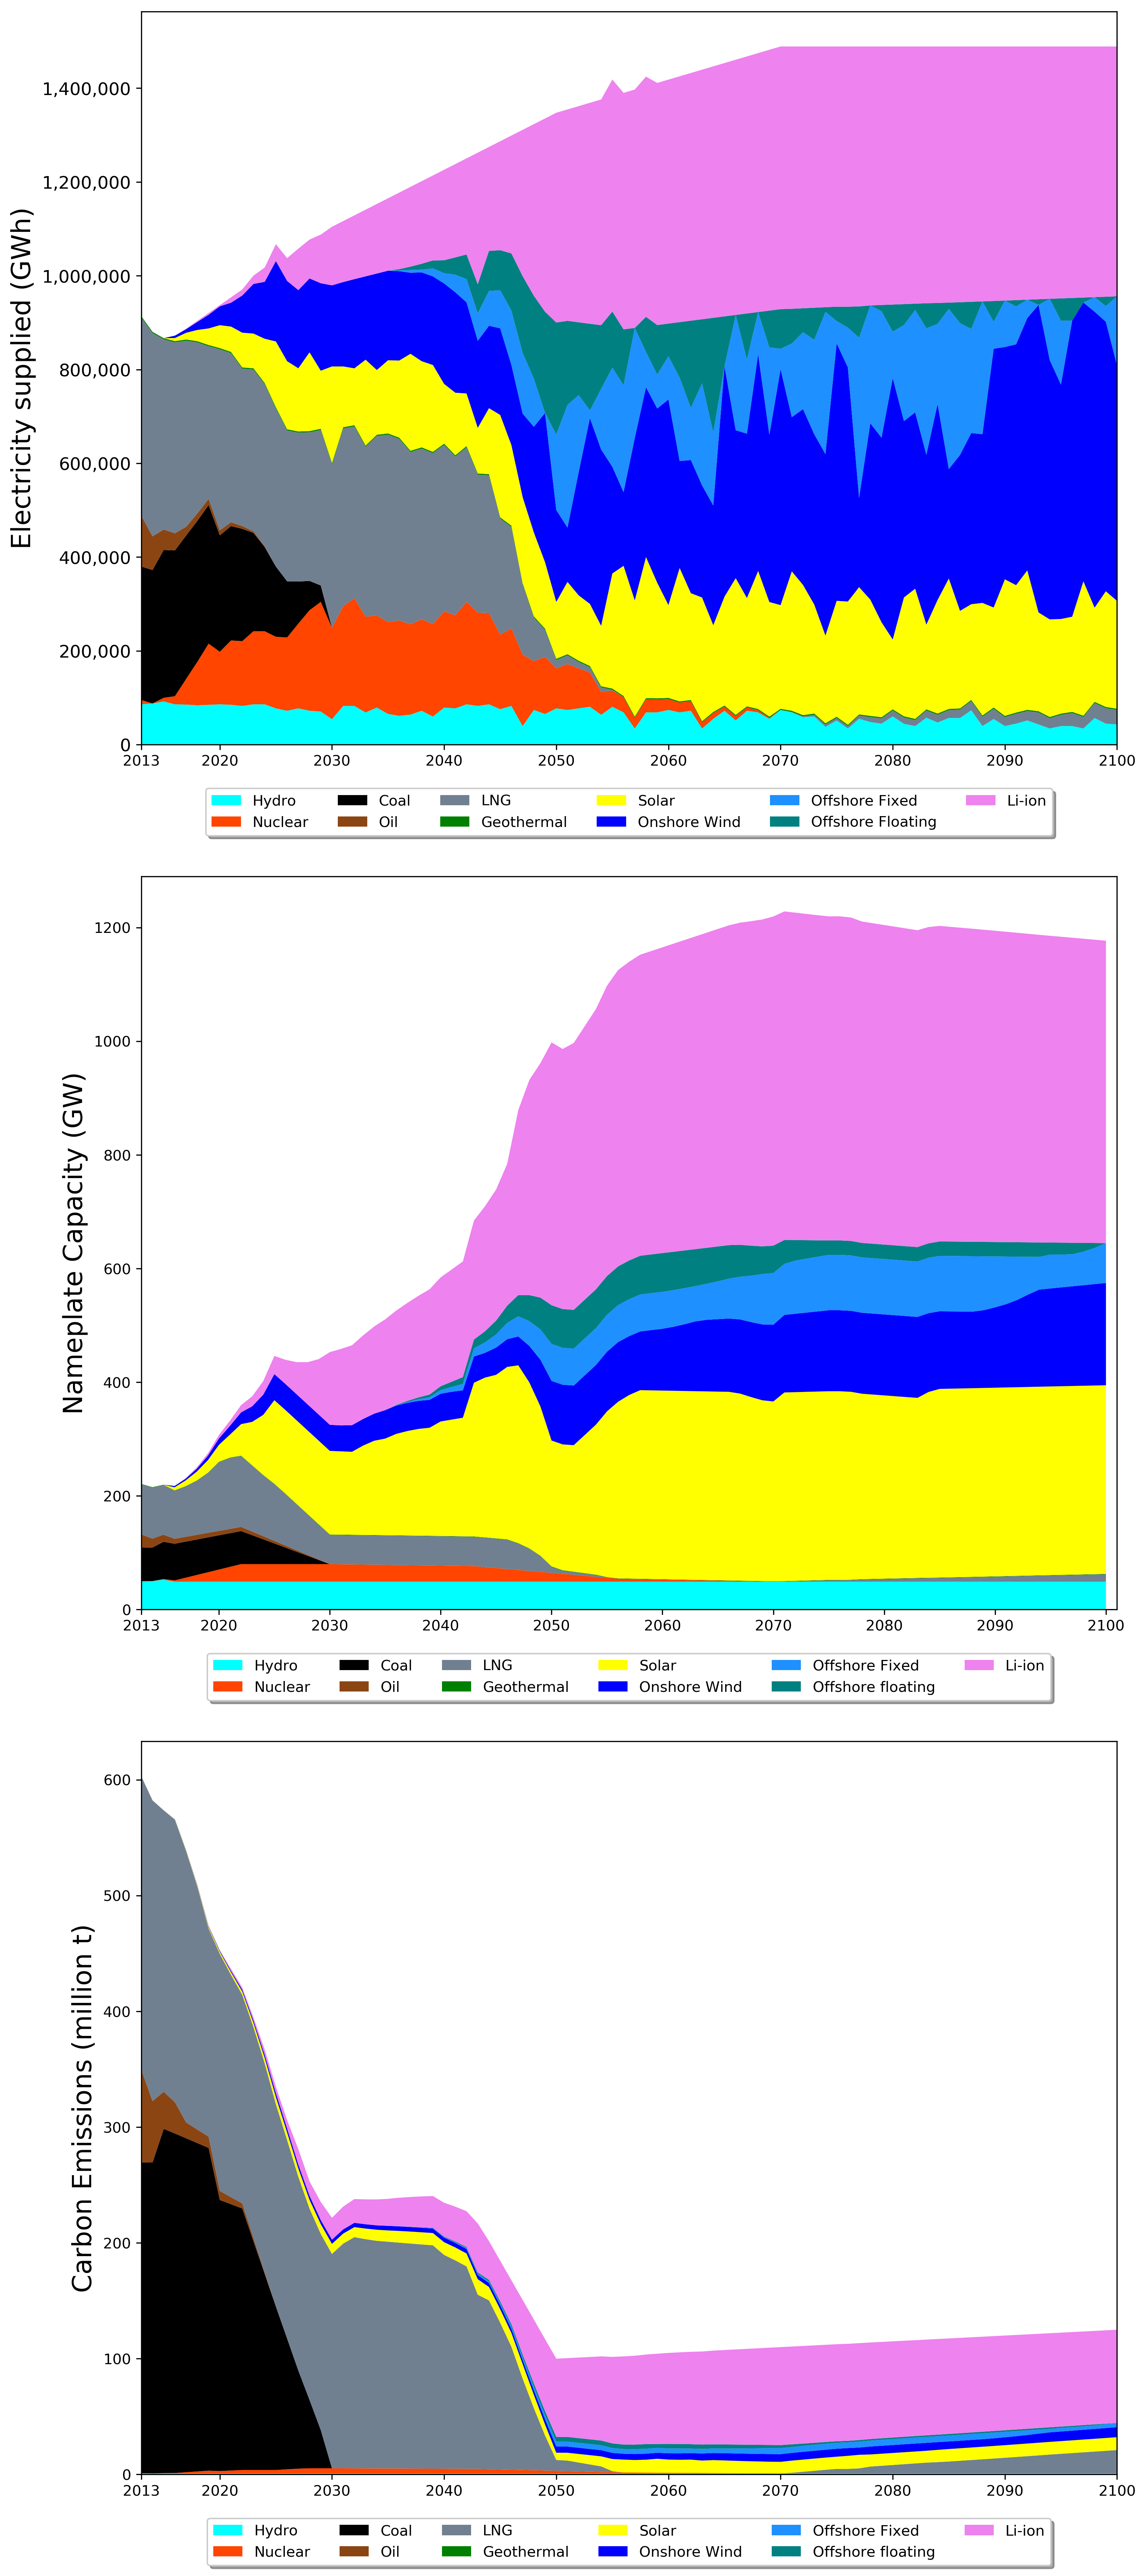 Electricity supplied (GWh)
1,400,000
1,200,000
1,000,000
800,000
600,000
400,000
200,000
0
2013 2020 2030 2040 2050 2060 2070 2080 2090 2100
Hydro Coal LNG Solar Offshore Fixed Li-ion
Nuclear Oil Geothermal Onshore Wind Offshore Floating
Nameplate Capacity (GW)
1200
1000
800
600
400
200
0
2013 2020 2030 2040 2050 2060 2070 2080 2090 2100
Hydro Coal LNG Solar Offshore Fixed Li-ion
Nuclear Oil Geothermal Onshore Wind Offshore floating
Carbon Emissions (million t)
600
500
400
300
200
100
0
2013 2020 2030 2040 2050 2060 2070 2080 2090 2100
Hydro Coal LNG Solar Offshore Fixed Li-ion
Nuclear Oil Geothermal Onshore Wind Offshore floating